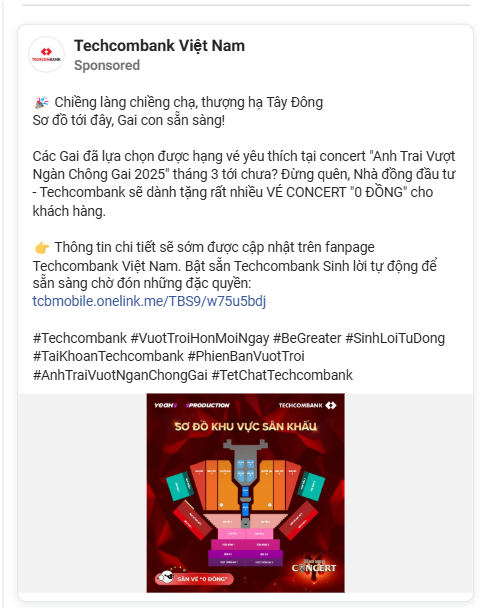 Techcombank Việt Nam
TECHCOMBANK
Sponsored
🎉 Chiềng làng chiềng chạ, thượng hạ Tây Đông
Sơ đồ tới đây, Gai con sẵn sàng!
Các Gai đã lựa chọn được hạng vé yêu thích tại concert "Anh Trai Vượt
Ngàn Chông Gai 2025" tháng 3 tới chưa? Đừng quên, Nhà đồng đầu tư
- Techcombank sẽ dành tặng rất nhiều VÉ CONCERT "0 ĐỒNG" cho
khách hàng.
👉 Thông tin chi tiết sẽ sớm được cập nhật trên fanpage
Techcombank Việt Nam. Bật sẵn Techcombank Sinh lời tự động để
sẵn sàng chờ đón những đặc quyền:
tcbmobile.onelink.me/TBS9/w75u5bdj
#Techcombank #VuotTroiHonMoiNgay #BeGreater #SinhLoiTuDong
#TaiKhoanTechcombank #PhienBanVuotTroi
#AnhTraiVuotNganChongGai #TetChatTechcombank
YEAH1 1PRODUCTION TECHCOMBANK
SƠ ĐỒ KHU VỰC SÂN KHẤU
SĂN VÉ "0 ĐỒNG"
CONCERT